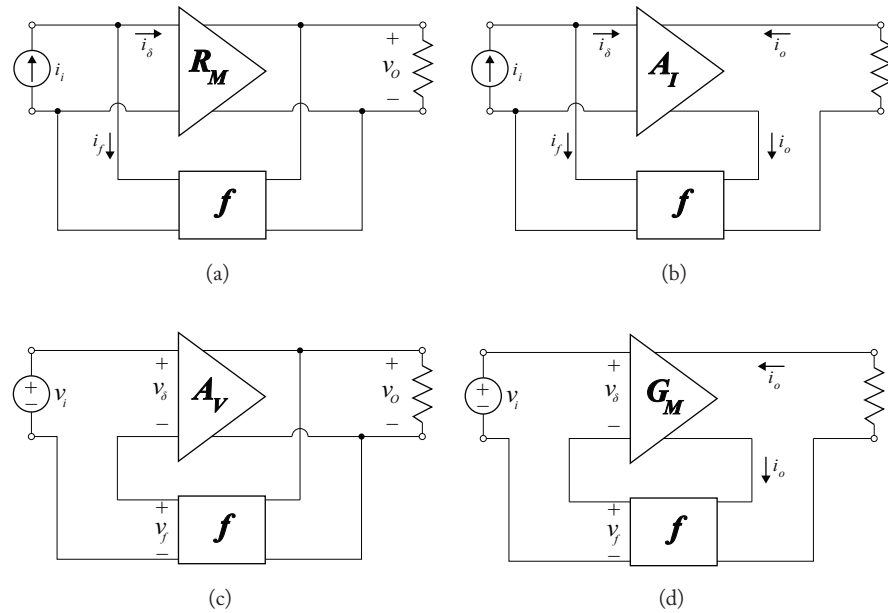 i_i
i_δ
R_M
+
v_O
−
i_f
f
(a)
i_i
i_δ
A_I
i_o
i_f
i_o
f
(b)
+
−
v_i
+
v_δ
−
A_V
+
v_O
−
+
v_f
−
f
(c)
+
−
v_i
+
v_δ
−
G_M
i_o
i_o
+
v_f
−
f
(d)